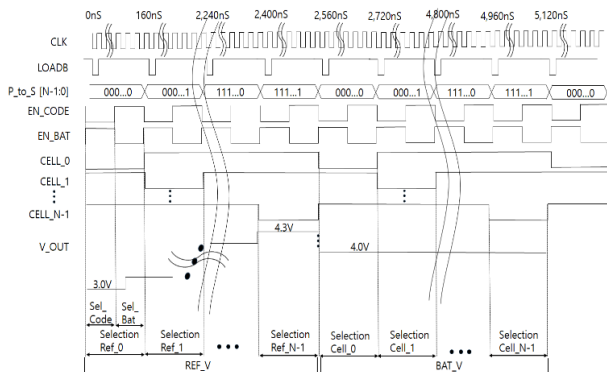 0nS 160nS 2,240nS 2,400nS 2,560nS 2,720nS 4,800nS 4,960nS 5,120nS
CLK
LOADB
P_to_S [N-1:0] 000...0 000...1 111...0 111...1 000...0 000...1 111...0 111...1 000...0
EN_CODE
EN_BAT
CELL_0
CELL_1
CELL_N-1
4.3V
V_OUT 4.0V
3.0V
Sel_ Sel_
Code Bat
Selection Selection Selection Selection Selection Selection
Ref_0 Ref_1 Ref_N-1 Cell_0 Cell_1 Cell_N-1
REF_V BAT_V